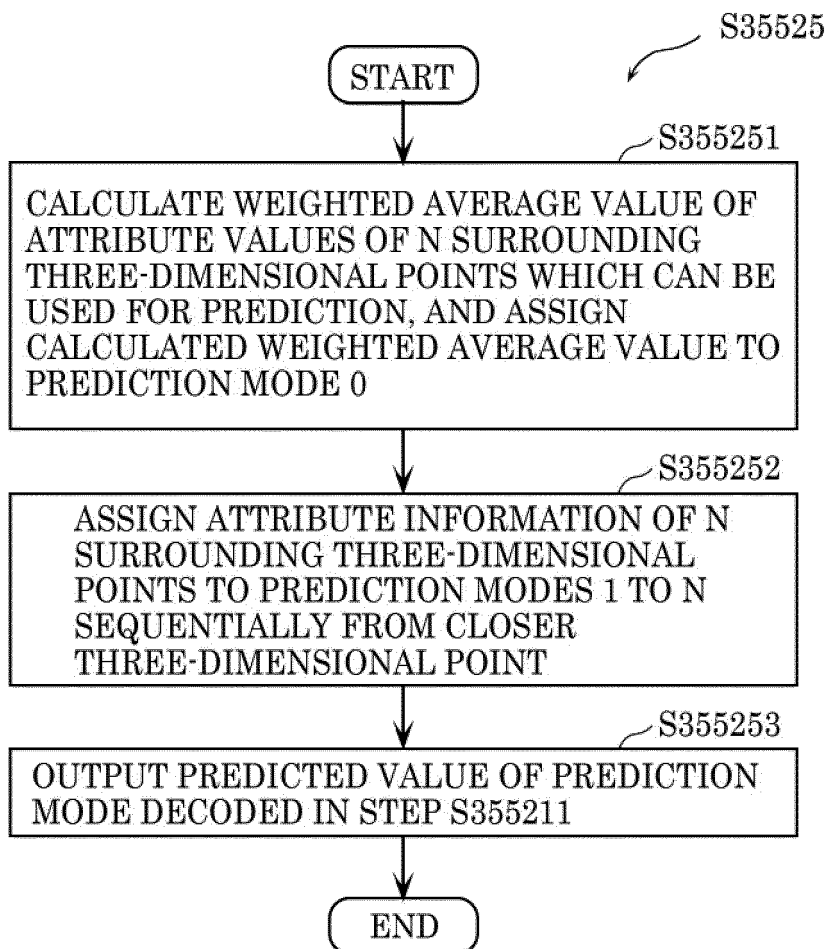 S35525
START
S355251
CALCULATE WEIGHTED AVERAGE VALUE OF
ATTRIBUTE VALUES OF N SURROUNDING
THREE-DIMENSIONAL POINTS WHICH CAN BE
USED FOR PREDICTION, AND ASSIGN
CALCULATED WEIGHTED AVERAGE VALUE TO
PREDICTION MODE 0
S355252
ASSIGN ATTRIBUTE INFORMATION OF N
SURROUNDING THREE-DIMENSIONAL
POINTS TO PREDICTION MODES 1 TO N
SEQUENTIALLY FROM CLOSER
THREE-DIMENSIONAL POINT
S355253
OUTPUT PREDICTED VALUE OF PREDICTION
MODE DECODED IN STEP S355211
END